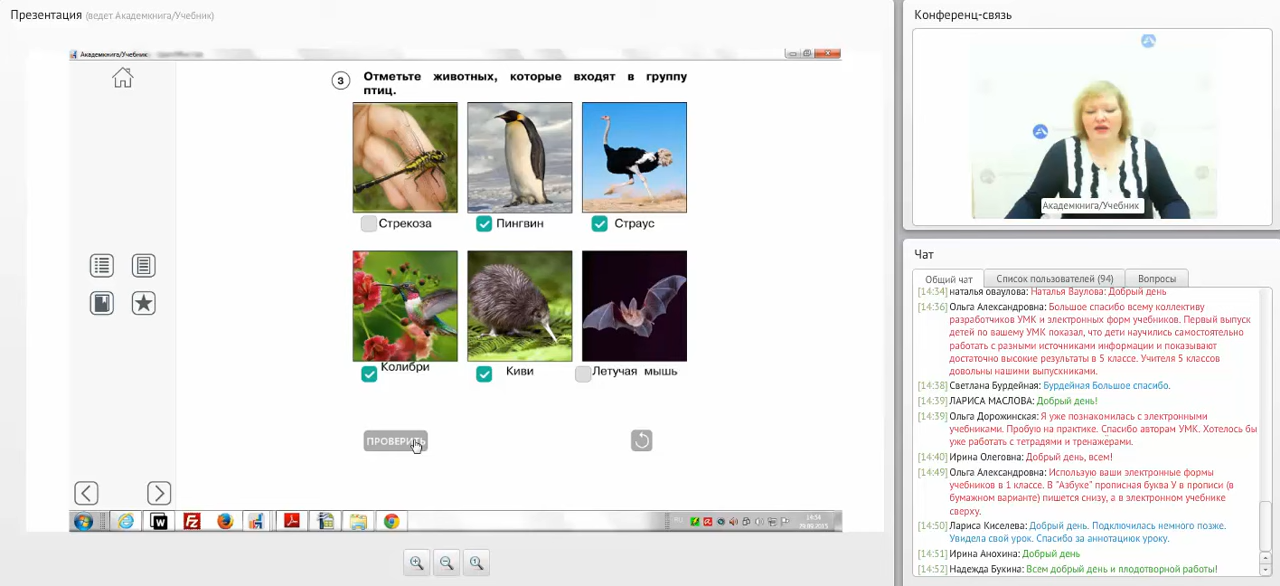 Презентация (ведет Академкнига/Учебник)
Академкнига/Учебник
3 Отметьте животных, которые входят в группу
птиц.
Стрекоза
Пингвин
Страус
Колибри
Киви
Летучая мышь
ПРОВЕРИТЬ
RU
14:54
Конференц-связь
Академкнига/Учебник
Чат
Общий чат
Список пользователей (94)
Вопросы
[14:34] наталья оваулова: Наталья Ваулова: Добрый день
[14:36] Ольга Александровна: Большое спасибо всему коллективу
разработчиков УМК и электронных форм учебников. Первый выпуск
детей по вашему УМК показал, что дети научились самостоятельно
работать с разными источниками информации и показывают
достаточно высокие результаты в 5 классе. Учителя 5 классов
довольны нашими выпускниками.
[14:38] Светлана Бурдейная: Бурдейная Большое спасибо.
[14:39] ЛАРИСА МАСЛОВА: Добрый день!
[14:39] Ольга Дорожинская: Я уже познакомилась с электронными
учебниками. Пробую на практике. Спасибо авторам УМК. Хотелось бы
уже работать с тетрадями и тренажёрами.
[14:40] Ирина Олеговна: Добрый день, всем!
[14:49] Ольга Александровна: Использую ваши электронные формы
учебников в 1 классе. В "Азбуке" прописная буква У в прописи (в
бумажном варианте) пишется снизу, а в электронном учебнике
сверху.
[14:50] Лариса Киселева: Добрый день. Подключилась немного позже.
Увидела свой урок. Спасибо за аннотацию к уроку.
[14:51] Ирина Анохина: Добрый день
[14:52] Надежда Букина: Всем добрый день и плодотворной работы!